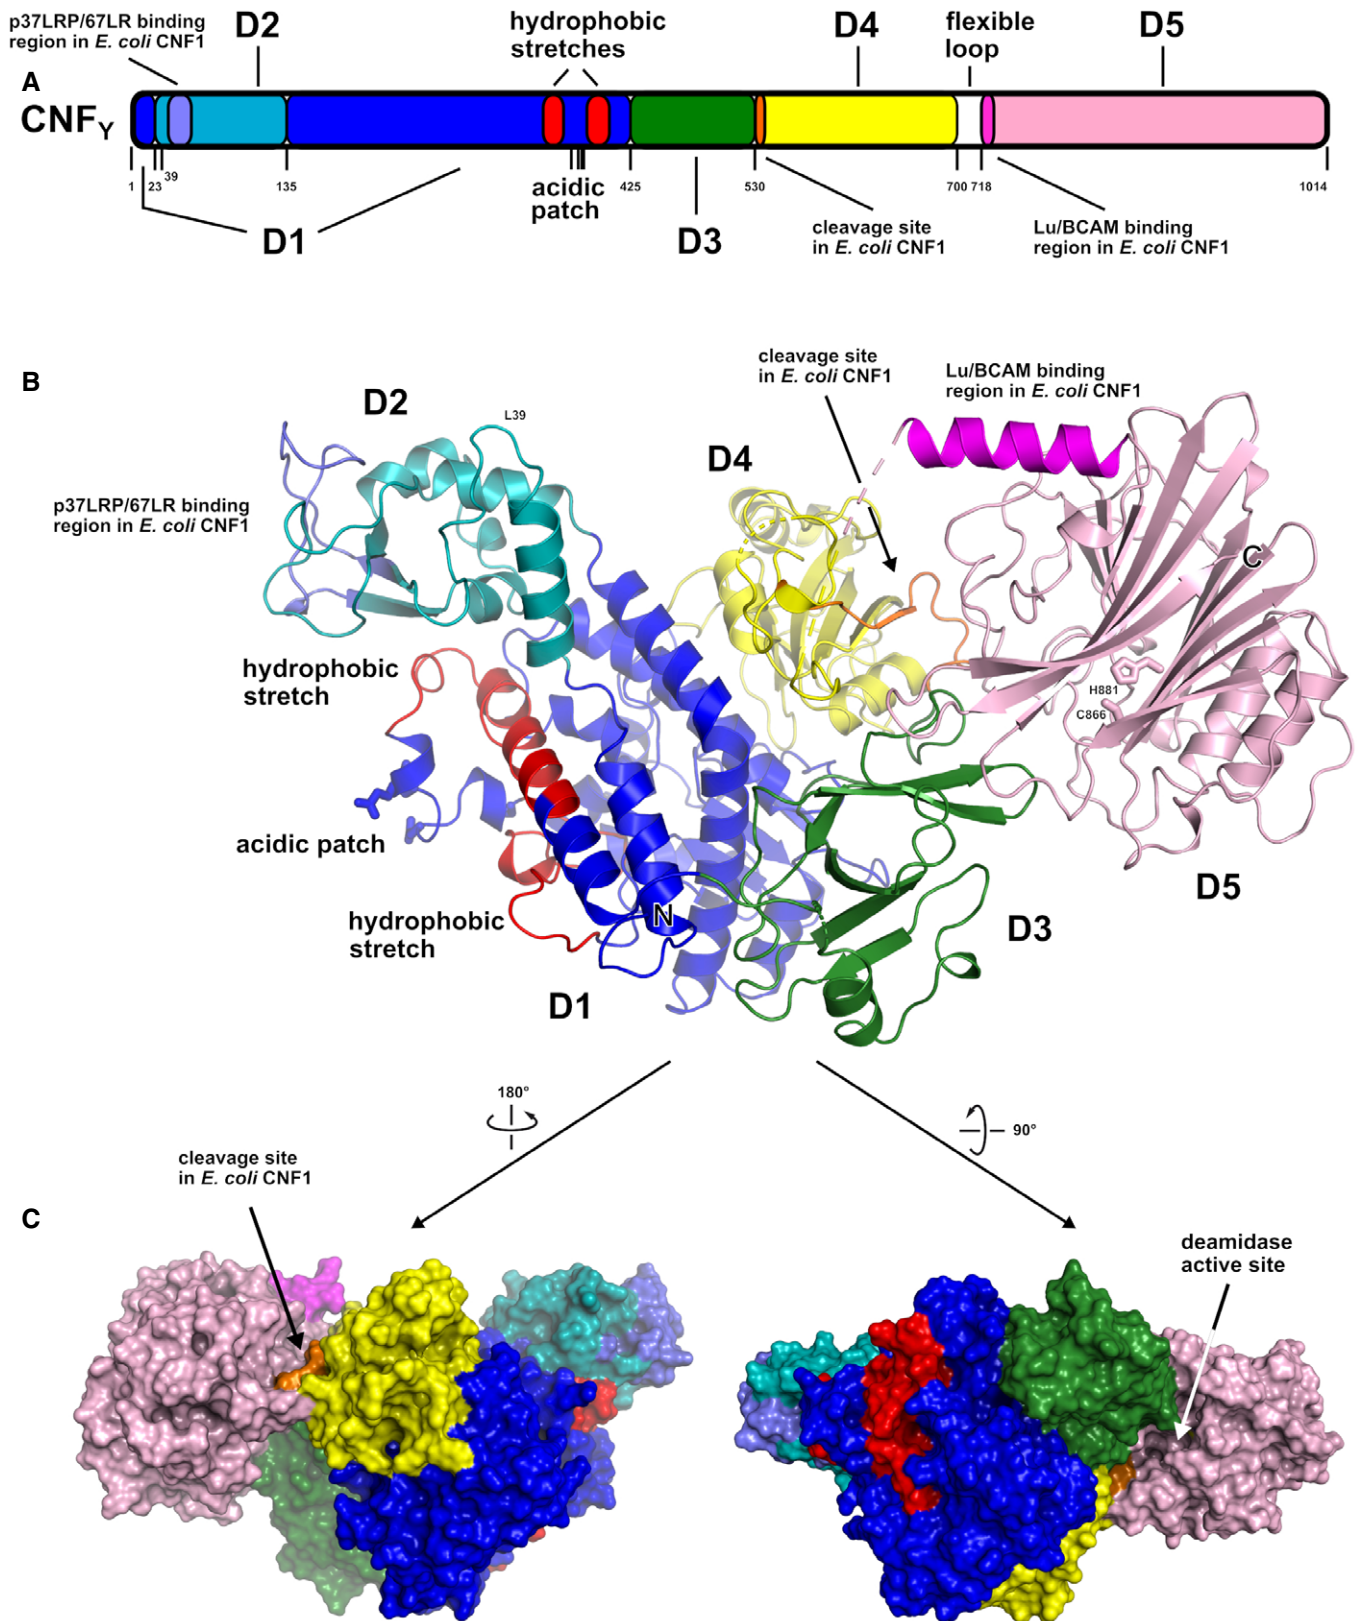 p37LRP/67LR binding
region in E. coli CNF1
D2
hydrophobic
stretches
D4
flexible
loop
D5
A
CNFY
1
23
39
135
acidic
patch
425
530
700
718
1014
D1
D3
cleavage site
in E. coli CNF1
Lu/BCAM binding
region in E. coli CNF1
B
cleavage site
in E. coli CNF1
Lu/BCAM binding
region in E. coli CNF1
D2
L39
D4
p37LRP/67LR binding
region in E. coli CNF1
C
hydrophobic
stretch
H881
C866
acidic patch
D5
hydrophobic
stretch
N
D3
D1
180°
90°
cleavage site
in E. coli CNF1
C
deamidase
active site